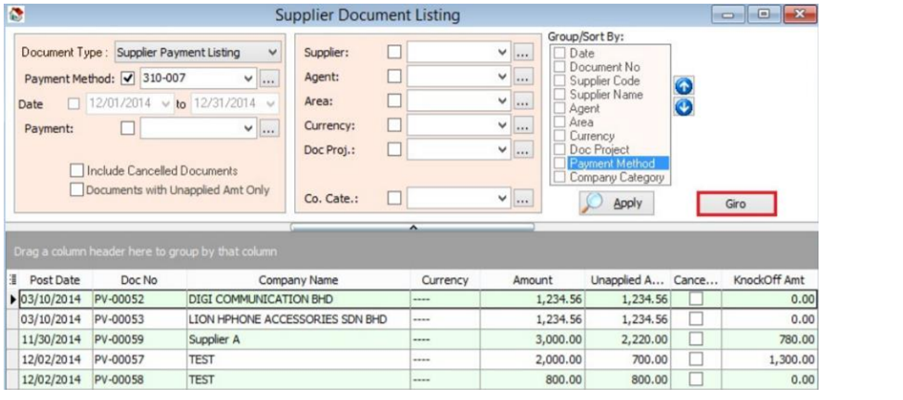 Supplier Document Listing
Document Type : Supplier Payment Listing
Payment Method: 310-007
Date 12/01/2014 to 12/31/2014
Payment:
Include Cancelled Documents
Documents with Unapplied Amt Only
Supplier:
Agent:
Area:
Currency:
Doc Proj.:
Co. Cate.:
Group/Sort By:
Date
Document No
Supplier Code
Supplier Name
Agent
Area
Currency
Doc Project
Payment Method
Company Category
Apply
Giro
Drag a column header here to group by that column
Post Date Doc No Company Name Currency Amount Unapplied A... Cance... KnockOff Amt
03/10/2014 PV-00052 DIGI COMMUNICATION BHD ---- 1,234.56 1,234.56 0.00
03/10/2014 PV-00053 LION HPHONE ACCESSORIES SDN BHD ---- 1,234.56 1,234.56 0.00
11/30/2014 PV-00059 Supplier A ---- 3,000.00 2,220.00 780.00
12/02/2014 PV-00057 TEST ---- 2,000.00 700.00 1,300.00
12/02/2014 PV-00058 TEST ---- 800.00 800.00 0.00